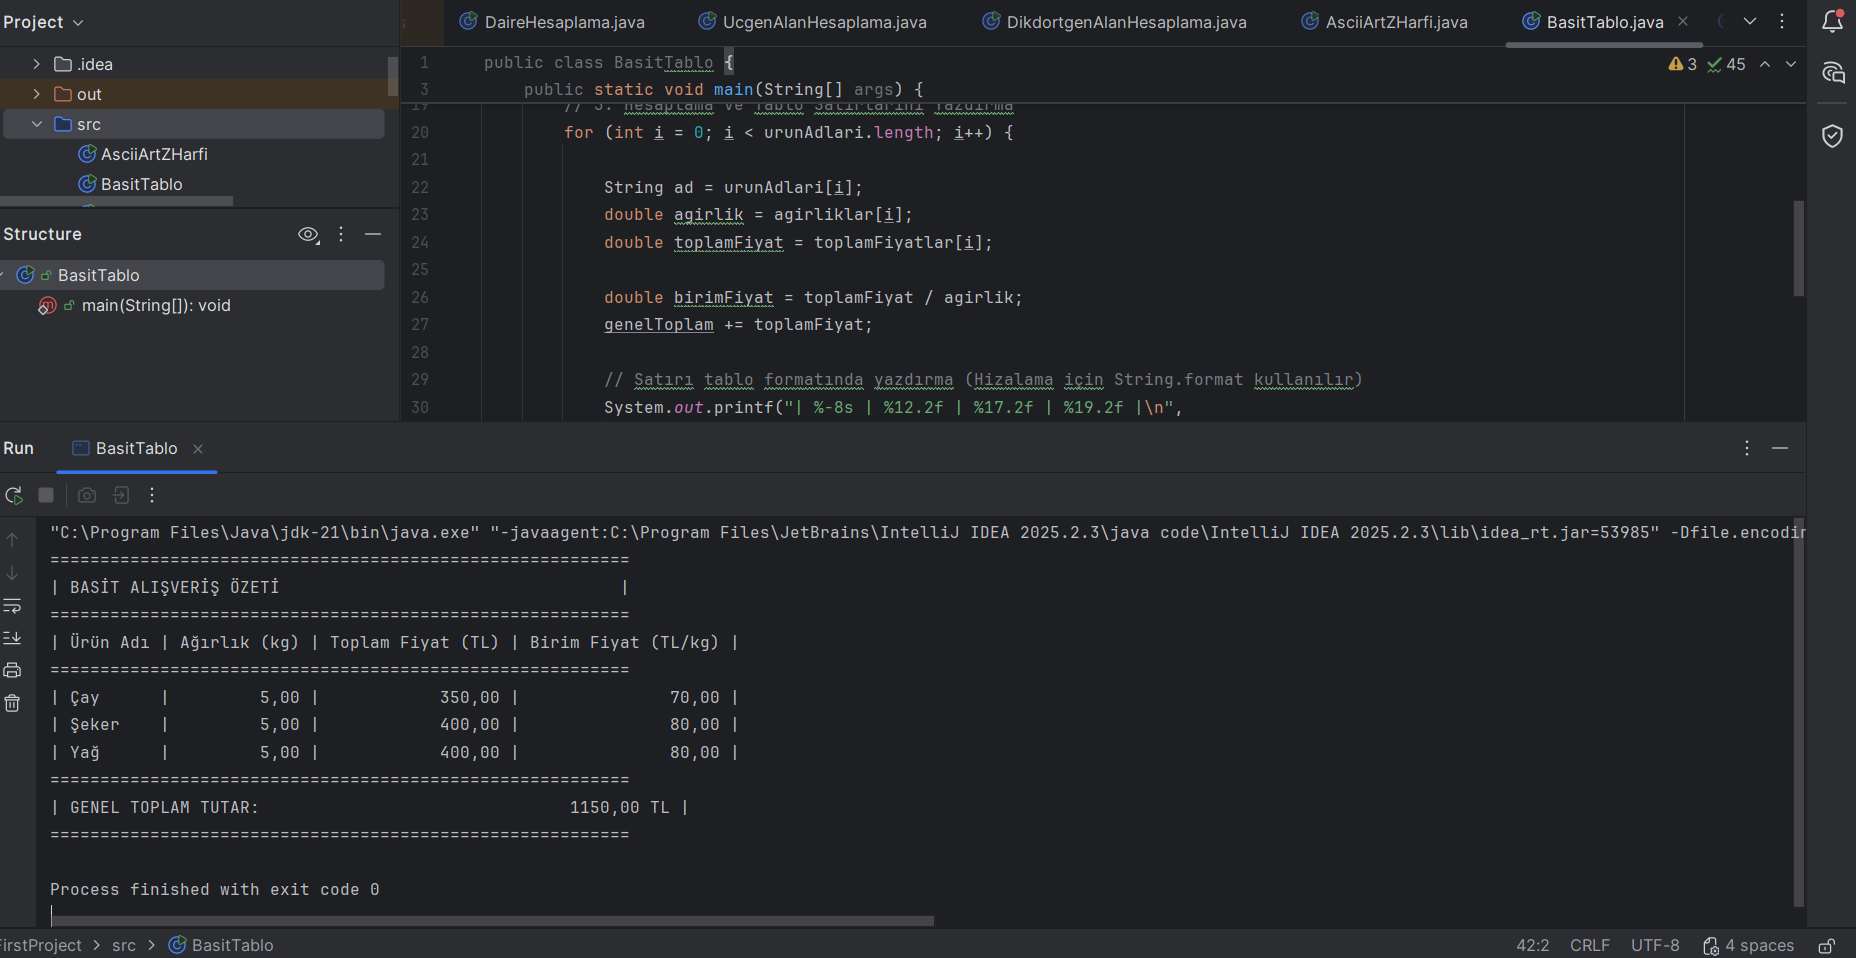 Project
DaireHesaplama.java
UcgenAlanHesaplama.java
DikdortgenAlanHesaplama.java
AsciiArtZHarfi.java
BasitTablo.java
.idea
out
src
AsciiArtZHarfi
BasitTablo
Structure
BasitTablo
main(String[]): void
3 45
1 public class BasitTablo {
3 public static void main(String[] args) {
19 // 3. Hesaplama ve Tablo Satırlarını Yazdırma
20 for (int i = 0; i < urunAdlari.length; i++) {
21
22 String ad = urunAdlari[i];
23 double agirlik = agirliklar[i];
24 double toplamFiyat = toplamFiyatlar[i];
25
26 double birimFiyat = toplamFiyat / agirlik;
27 genelToplam += toplamFiyat;
28
29 // Satırı tablo formatında yazdırma (Hizalama için String.format kullanılır)
30 System.out.printf("| %-8s | %12.2f | %17.2f | %19.2f |\n",
Run
BasitTablo
"C:\Program Files\Java\jdk-21\bin\java.exe" "-javaagent:C:\Program Files\JetBrains\IntelliJ IDEA 2025.2.3\java code\IntelliJ IDEA 2025.2.3\lib\idea_rt.jar=53985" -Dfile.encodin
==========================================================
| BASİT ALIŞVERİŞ ÖZETİ                                  |
==========================================================
| Ürün Adı | Ağırlık (kg) | Toplam Fiyat (TL) | Birim Fiyat (TL/kg) |
==========================================================
| Çay      |         5,00 |            350,00 |               70,00 |
| Şeker    |         5,00 |            400,00 |               80,00 |
| Yağ      |         5,00 |            400,00 |               80,00 |
==========================================================
| GENEL TOPLAM TUTAR:                               1150,00 TL |
==========================================================
Process finished with exit code 0
FirstProject > src > BasitTablo
42:2 CRLF UTF-8 4 spaces